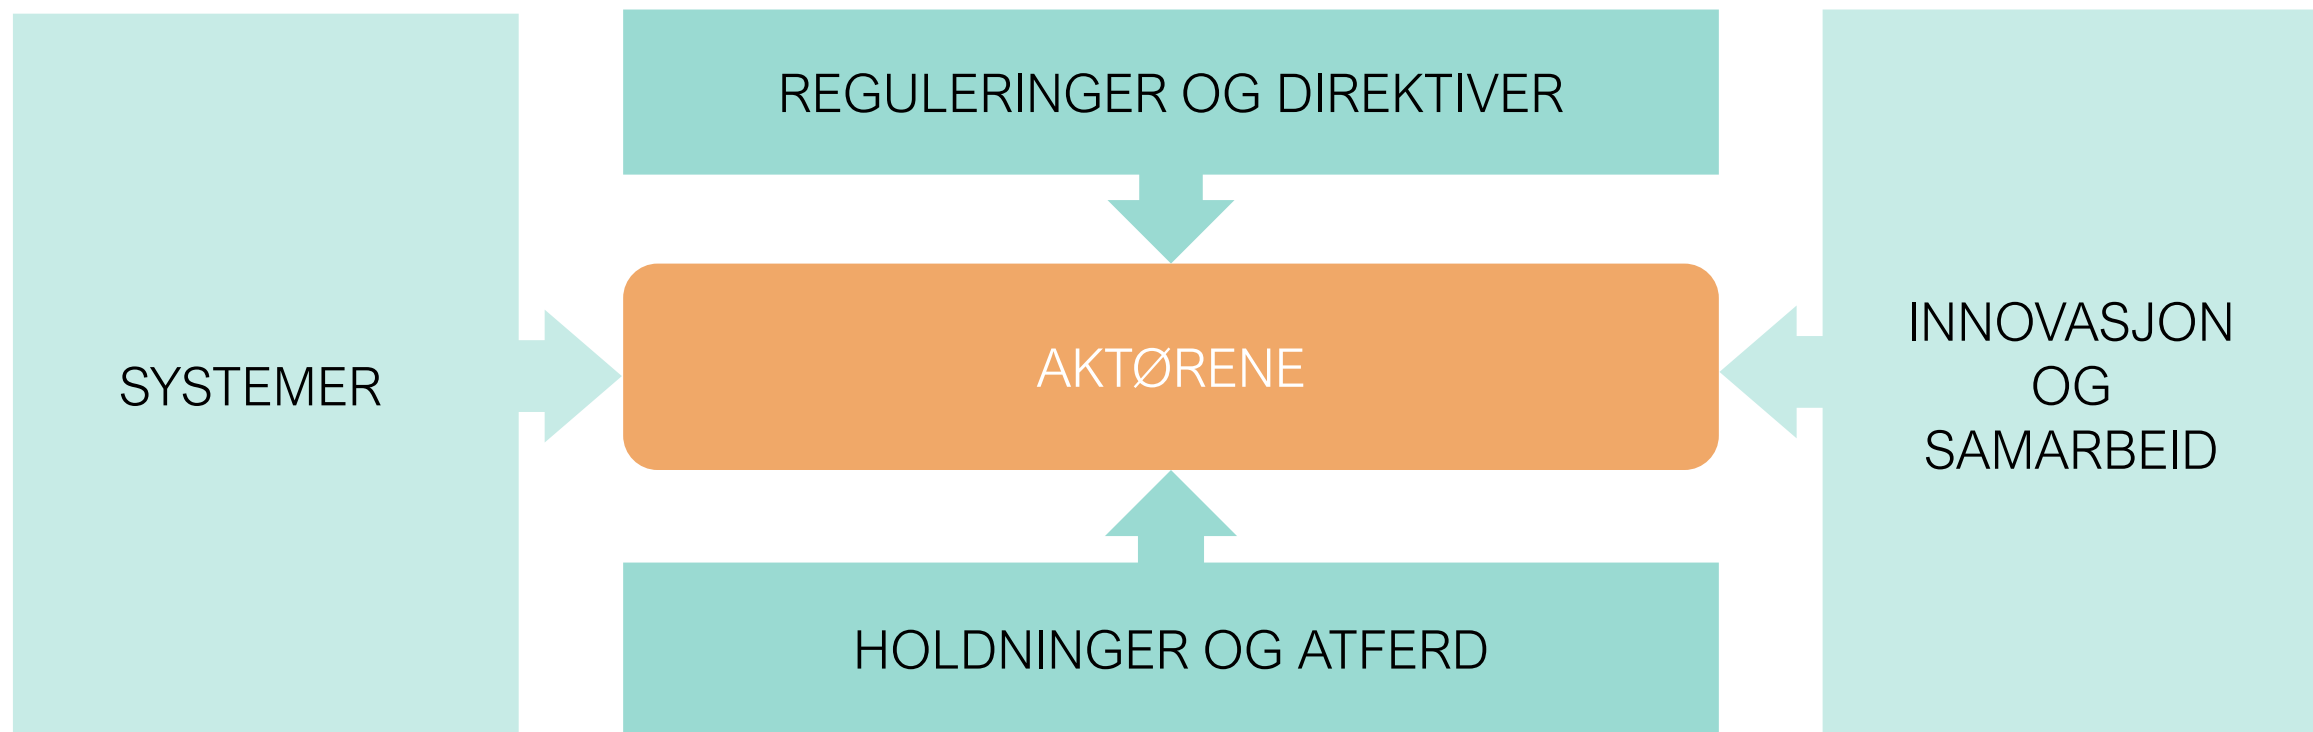 REGULERINGER OG DIREKTIVER
SYSTEMER
AKTØRENE
INNOVASJON
OG
SAMARBEID
HOLDNINGER OG ATFERD